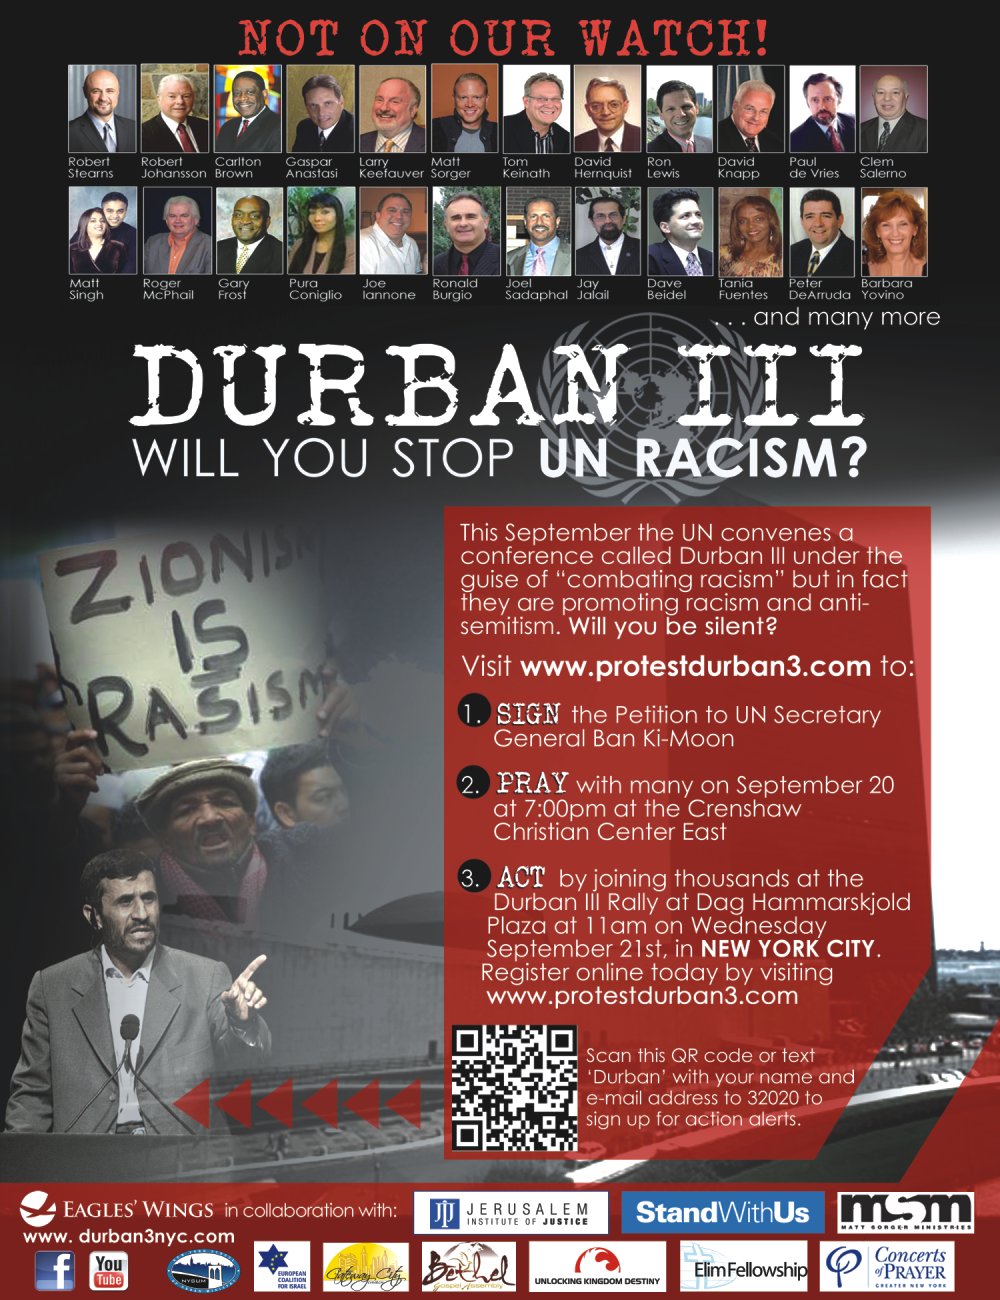 NOT ON OUR WATCH!
Robert Stearns
Robert Johansson
Carlton Brown
Gaspar Anastasi
Larry Keefauver
Matt Sorger
Tom Keinath
David Hernquist
Ron Lewis
David Knapp
Paul de Vries
Clem Salerno
Matt Singh
Roger McPhail
Gary Frost
Pura Coniglio
Joe Iannone
Ronald Burgio
Joel Sadaphal
Jay Jalail
Dave Beidel
Tania Fuentes
Peter DeArruda
Barbara Yovino
. . . and many more
DURBAN III
WILL YOU STOP UN RACISM?
ZIONISM
IS
RASISM
This September the UN convenes a
conference called Durban III under the
guise of “combating racism” but in fact
they are promoting racism and anti-
semitism. Will you be silent?
Visit www.protestdurban3.com to:
1. SIGN the Petition to UN Secretary
General Ban Ki-Moon
2. PRAY with many on September 20
at 7:00pm at the Crenshaw
Christian Center East
3. ACT by joining thousands at the
Durban III Rally at Dag Hammarskjold
Plaza at 11am on Wednesday
September 21st, in NEW YORK CITY.
Register online today by visiting
www.protestdurban3.com
Scan this QR code or text
‘Durban’ with your name and
e-mail address to 32020 to
sign up for action alerts.
EAGLES’ WINGS in collaboration with:
www. durban3nyc.com
JERUSALEM
INSTITUTE OF JUSTICE
StandWithUs
msm
MATT SORGER MINISTRIES
f
You
Tube
NYSUM
EUROPEAN
COALITION
FOR ISRAEL
Gateway City
Bethel
Gospel Assembly
UNLOCKING KINGDOM DESTINY
Elim Fellowship
Concerts
of PRAYER
GREATER NEW YORK